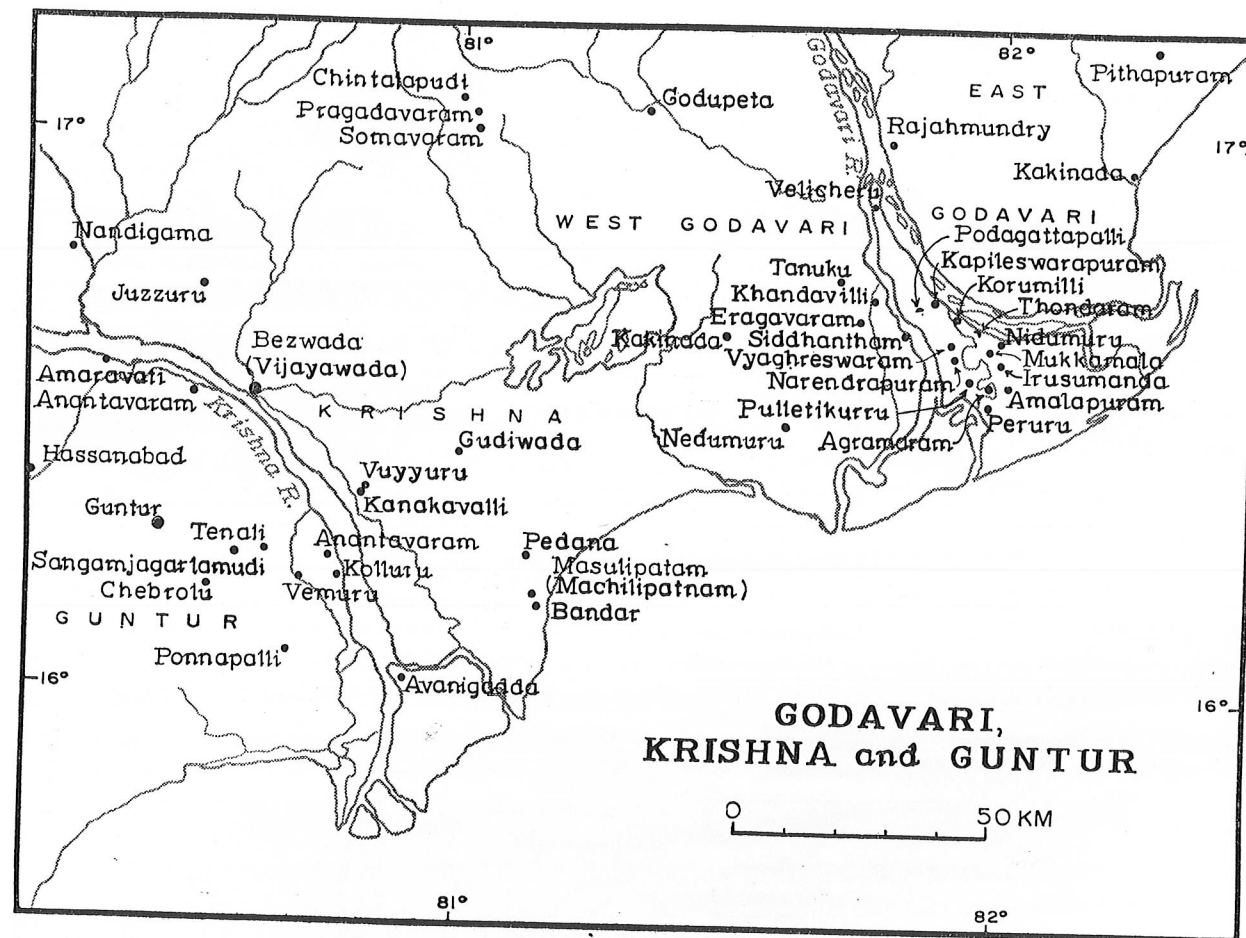 81°
82°
Chintalapudi
Pragadavaram
Somavaram
Godupeta
Godavari R.
EAST
Pithapuram
17°
Rajahmundry
17°
Kakinada
Velicheru
Nandigama
WEST GODAVARI
GODAVARI
Podagattapalli
Kapileswarapuram
Korumilli
Thondaram
Juzzuru
Tanuku
Khandavilli
Eragavaram
Kakinada
Siddhantham
Nidumuru
Vyaghreswaram
Mukkamala
Bezwada
(Vijayawada)
Narendrapuram
Irusumanda
Amaravati
Anantavaram
Krishna R.
KRISHNA
Pulletikurru
Amalapuram
Gudiwada
Nedumuru
Agramaram
Peruru
Hassanabad
Vuyyuru
Kanakavalli
Guntur
Tenali
Anantavaram
Pedana
Sangamjagarlamudi
Kolluru
Masulipatam
(Machilipatnam)
Chebrolu
Vemuru
Bandar
GUNTUR
Ponnapalli
16°
Avanigadda
16°
GODAVARI,
KRISHNA and GUNTUR
0 50 KM
81°
82°